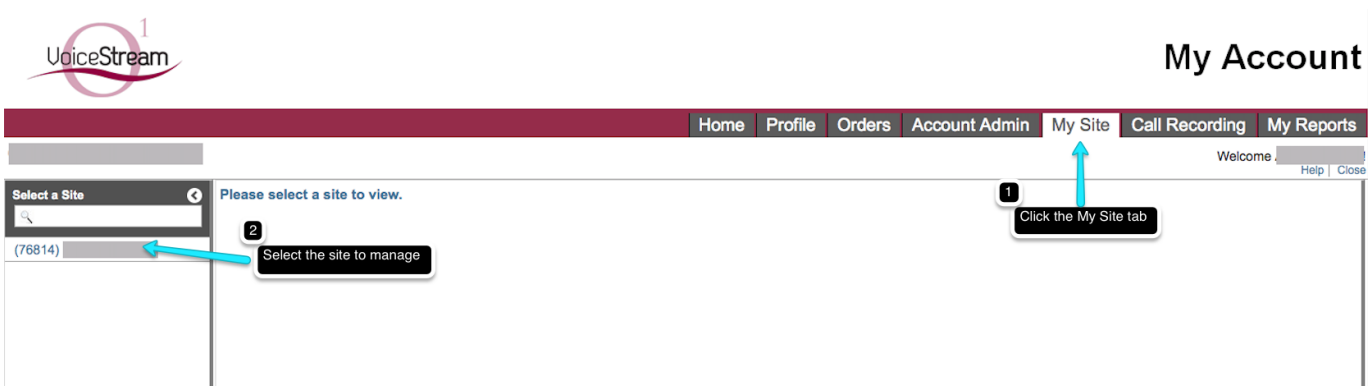 1
VoiceStream
My Account
Home Profile Orders Account Admin My Site Call Recording My Reports
Welcome
Help | Close
Select a Site
Please select a site to view.
1
Click the My Site tab
2
(76814)
Select the site to manage